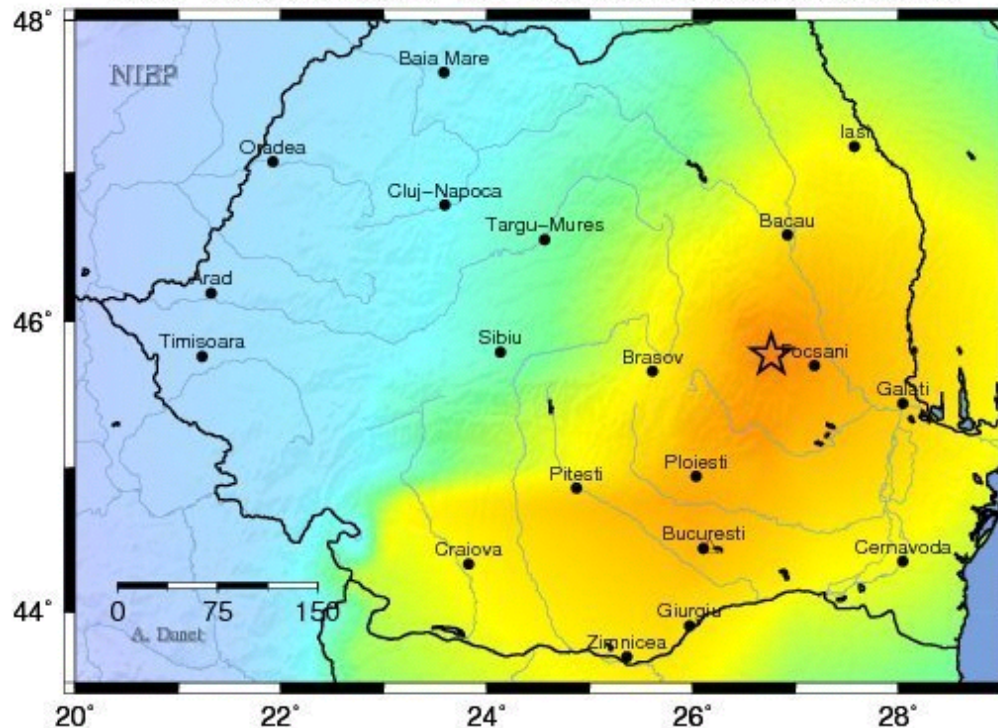 48°
Baia Mare
NIEP
Iasi
Oradea
Cluj-Napoca
Targu-Mures
Bacau
Arad
46°
Timisoara
Sibiu
Brasov
Focsani
Galati
Pitesti
Ploiesti
Craiova
Bucuresti
Cernavoda
0 75 150
44°
A. Danet
Giurgiu
Zimnicea
20° 22° 24° 26° 28°